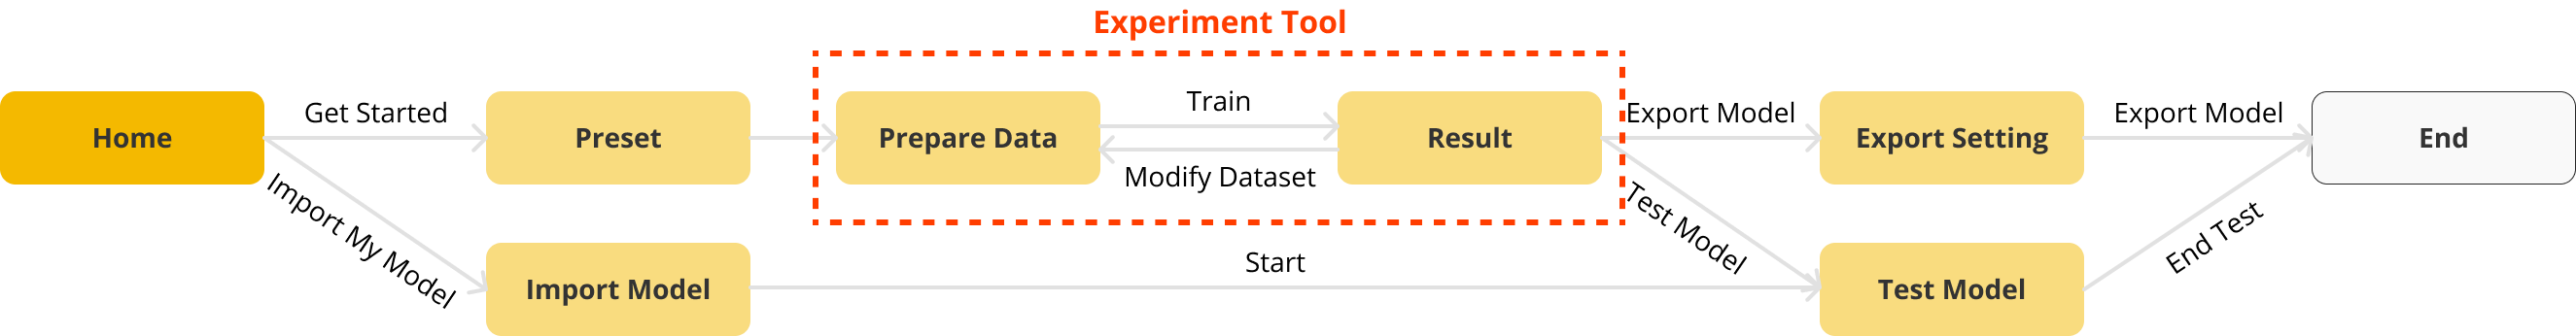 Experiment Tool
Home
Get Started
Preset
Prepare Data
Train
Modify Dataset
Result
Export Model
Export Setting
Export Model
End
Import My Model
Import Model
Start
Test Model
Test Model
End Test